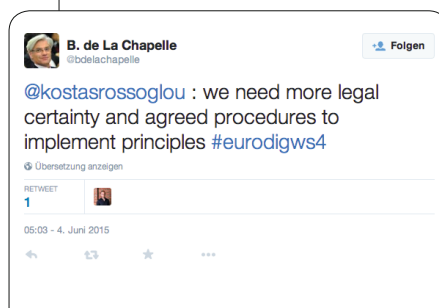 B. de La Chapelle
@bdelachapelle
Folgen
@kostasrossoglou : we need more legal
certainty and agreed procedures to
implement principles #eurodigws4
Übersetzung anzeigen
RETWEET
1
05:03 - 4. Juni 2015